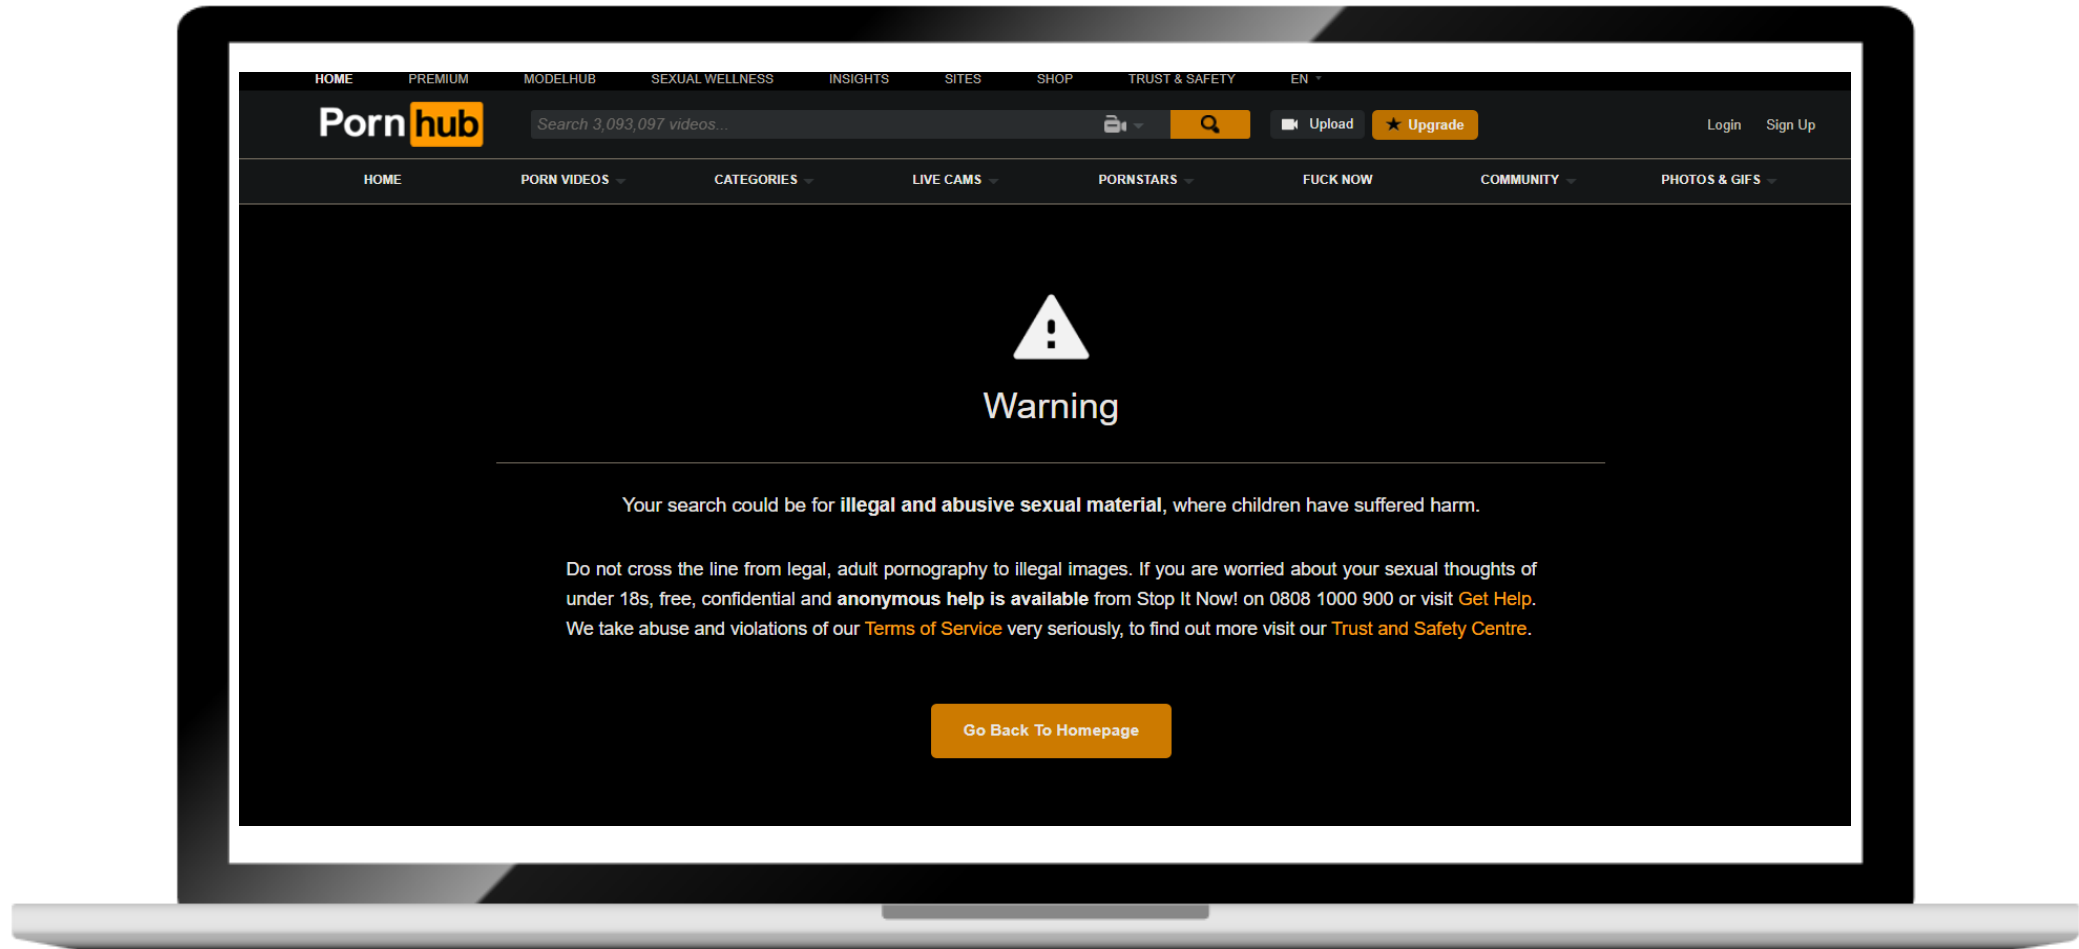 HOME PREMIUM MODELHUB SEXUAL WELLNESS INSIGHTS SITES SHOP TRUST & SAFETY EN
Porn hub Search 3,093,097 videos... Upload Upgrade Login Sign Up
HOME PORN VIDEOS CATEGORIES LIVE CAMS PORNSTARS FUCK NOW COMMUNITY PHOTOS & GIFS
Warning
Your search could be for illegal and abusive sexual material, where children have suffered harm.
Do not cross the line from legal, adult pornography to illegal images. If you are worried about your sexual thoughts of
under 18s, free, confidential and anonymous help is available from Stop It Now! on 0808 1000 900 or visit Get Help.
We take abuse and violations of our Terms of Service very seriously, to find out more visit our Trust and Safety Centre.
Go Back To Homepage